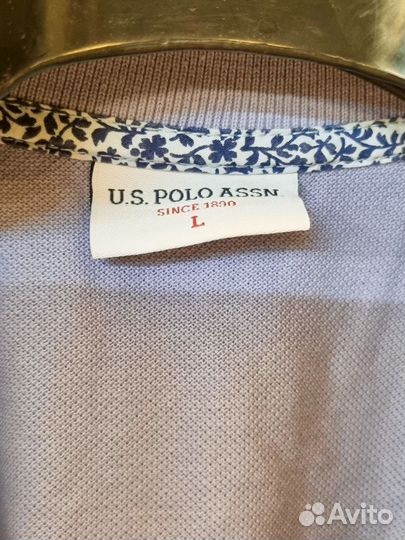 U.S. POLO ASSN.
SINCE 1890
L
Avito